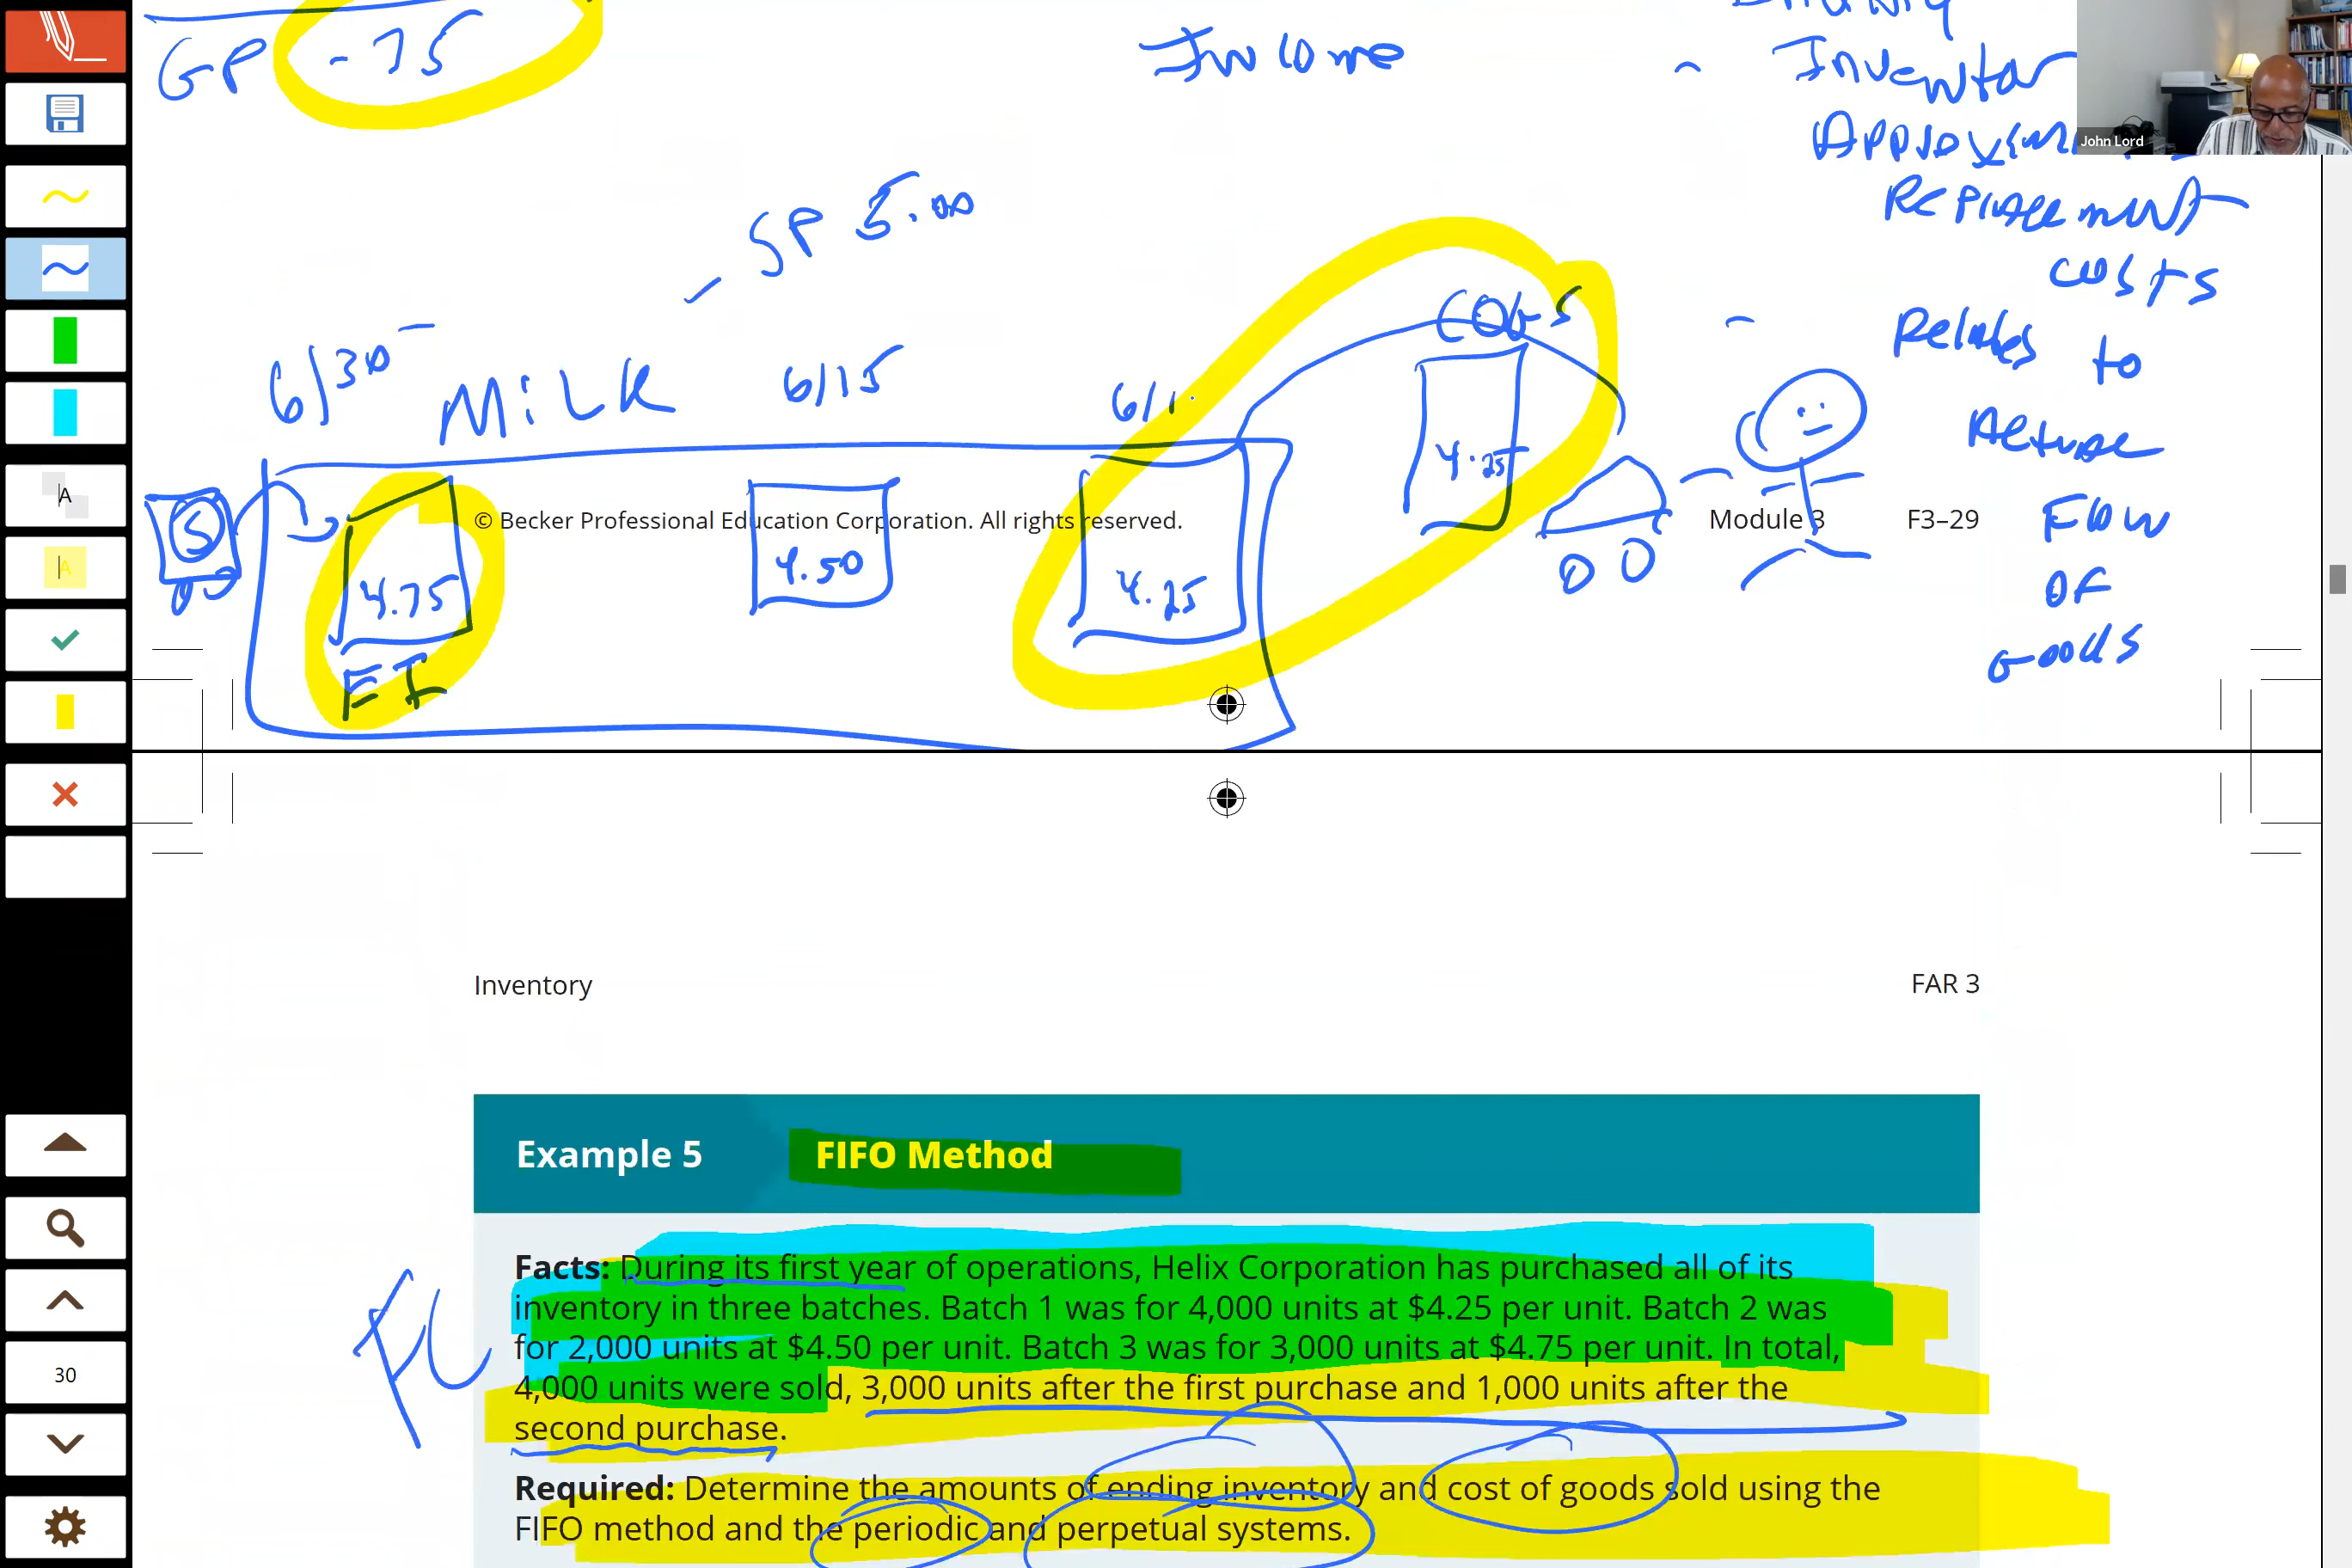 GP - 75
Income
Inventor
John Lord
Replacement
costs
SP 5.00
COGS
Relates
to
Actual
Flow
OF
Goods
6/30
MiLK
6/15
6/1
4.25
S
4.75
4.50
4.25
EI
© Becker Professional Education Corporation. All rights reserved.
Module 3
F3–29
Inventory
FAR 3
Example 5
FIFO Method
Facts: During its first year of operations, Helix Corporation has purchased all of its
inventory in three batches. Batch 1 was for 4,000 units at $4.25 per unit. Batch 2 was
for 2,000 units at $4.50 per unit. Batch 3 was for 3,000 units at $4.75 per unit. In total,
4,000 units were sold, 3,000 units after the first purchase and 1,000 units after the
second purchase.
Required: Determine the amounts of ending inventory and cost of goods sold using the
FIFO method and the periodic and perpetual systems.
A
A
30